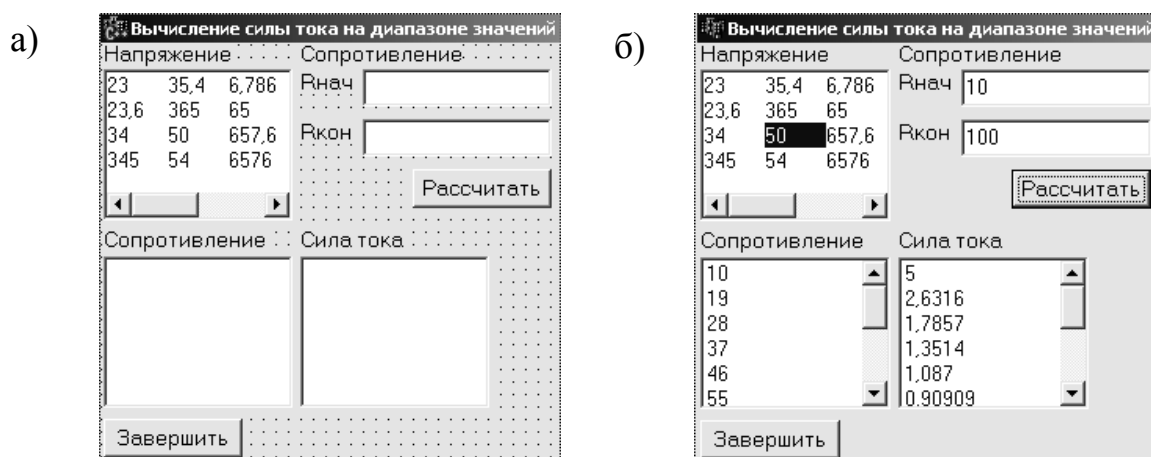 а)
Вычисление силы тока на диапазоне значений
Напряжение Сопротивление
23 35,4 6,786
23,6 365 65
34 50 657,6
345 54 6576
Rнач
Rкон
Рассчитать
Сопротивление Сила тока
Завершить
б)
Вычисление силы тока на диапазоне значений
Напряжение Сопротивление
23 35,4 6,786
23,6 365 65
34 50 657,6
345 54 6576
Rнач 10
Rкон 100
Рассчитать
Сопротивление Сила тока
10 5
19 2,6316
28 1,7857
37 1,3514
46 1,087
55 0,90909
Завершить